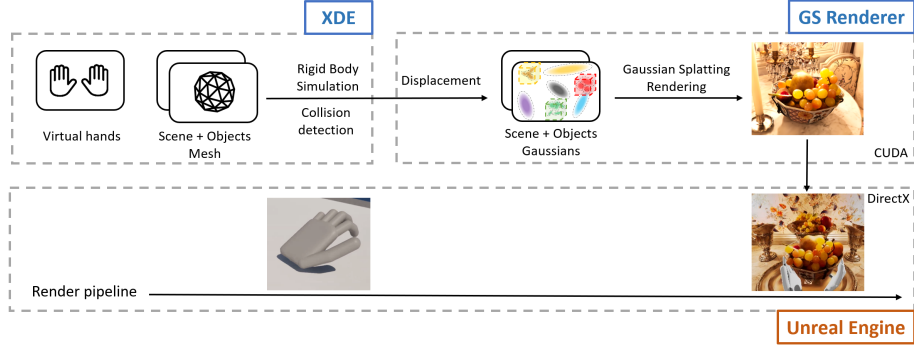 XDE
GS Renderer
Rigid Body
Simulation
Collision
detection
Displacement
Gaussian Splatting
Rendering
Virtual hands
Scene + Objects
Mesh
Scene + Objects
Gaussians
CUDA
DirectX
Render pipeline
Unreal Engine